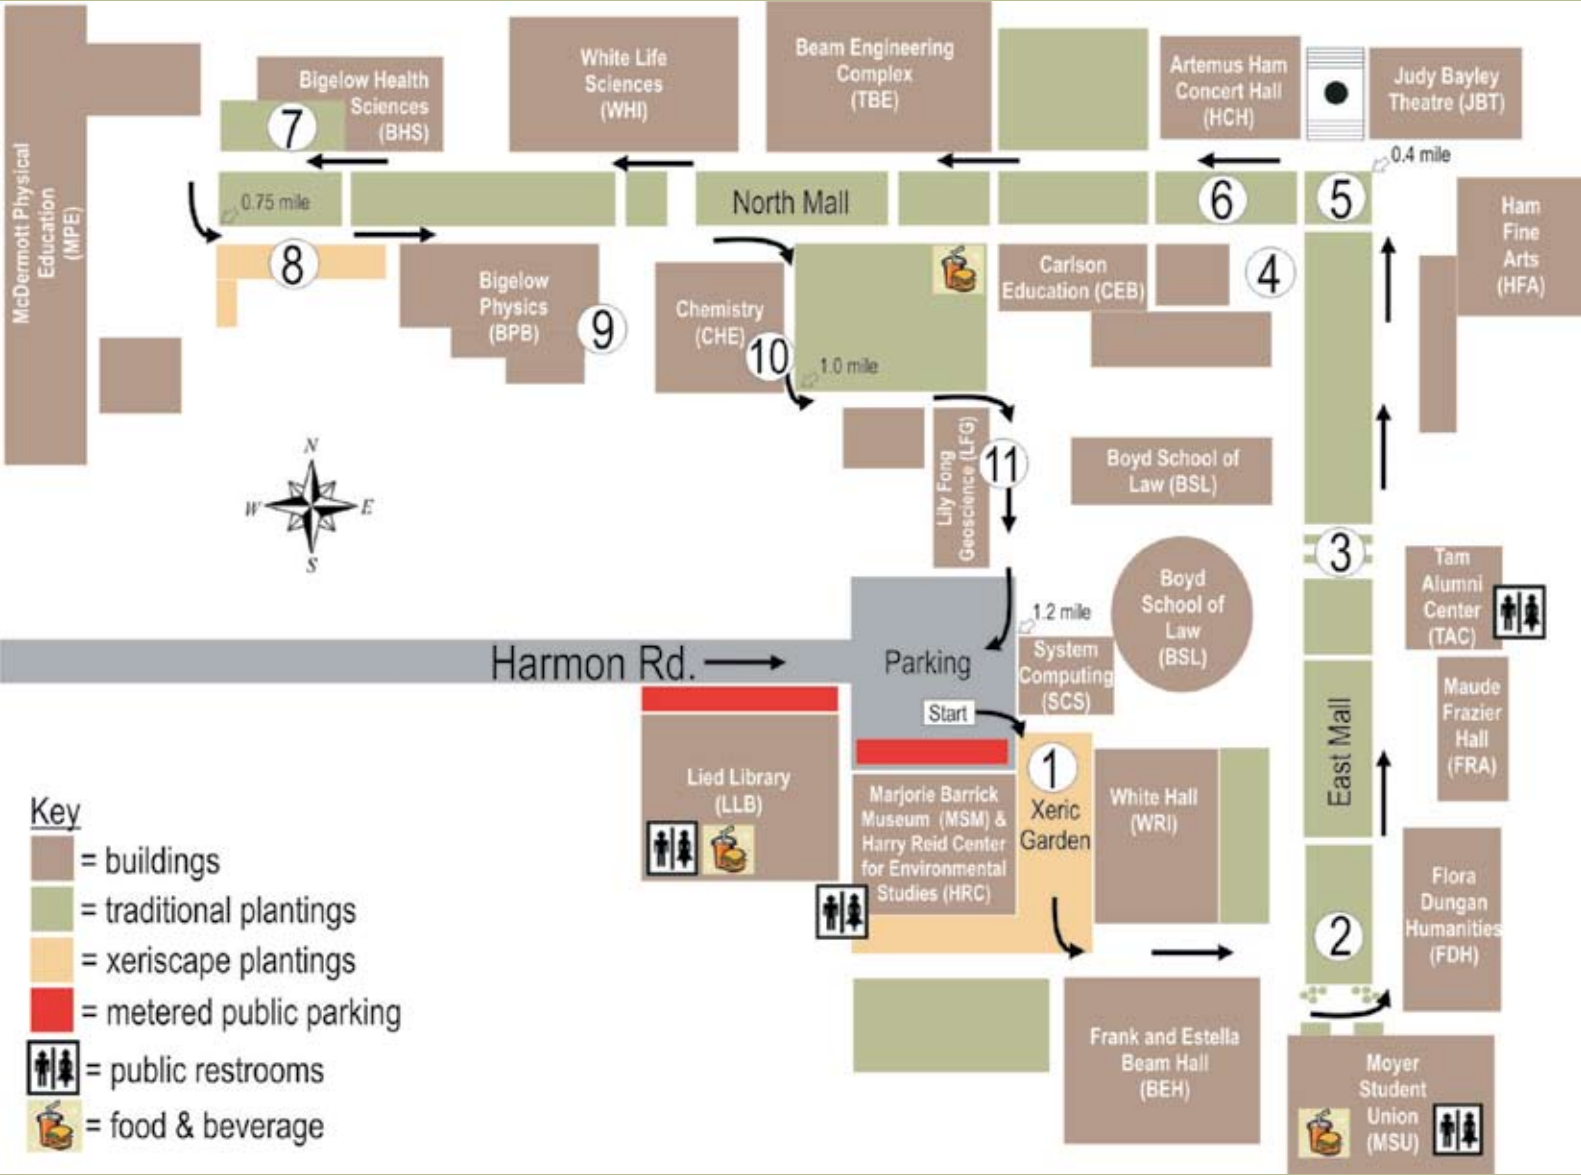 McDermott Physical
Education
(MPE)
Bigelow Health
Sciences
(BHS)
7
White Life
Sciences
(WHI)
Beam Engineering
Complex
(TBE)
Artemus Ham
Concert Hall
(HCH)
Judy Bayley
Theatre (JBT)
0.4 mile
0.75 mile
North Mall
6
5
8
Bigelow
Physics
(BPB)
9
Chemistry
(CHE)
10
1.0 mile
Carlson
Education (CEB)
4
Ham
Fine
Arts
(HFA)
N
W
E
S
Lily Fong
Geoscience (LFG)
11
Boyd School of
Law (BSL)
3
Boyd
School of
Law
(BSL)
Tam
Alumni
Center
(TAC)
1.2 mile
Harmon Rd.
Parking
System
Computing
(SCS)
Start
Maude
Frazier
Hall
(FRA)
East Mall
Lied Library
(LLB)
Marjorie Barrick
Museum (MSM) &
Harry Reid Center
for Environmental
Studies (HRC)
1
Xeric
Garden
White Hall
(WRI)
2
Flora
Dungan
Humanities
(FDH)
Frank and Estella
Beam Hall
(BEH)
Moyer
Student
Union
(MSU)
Key
= buildings
= traditional plantings
= xeriscape plantings
= metered public parking
= public restrooms
= food & beverage